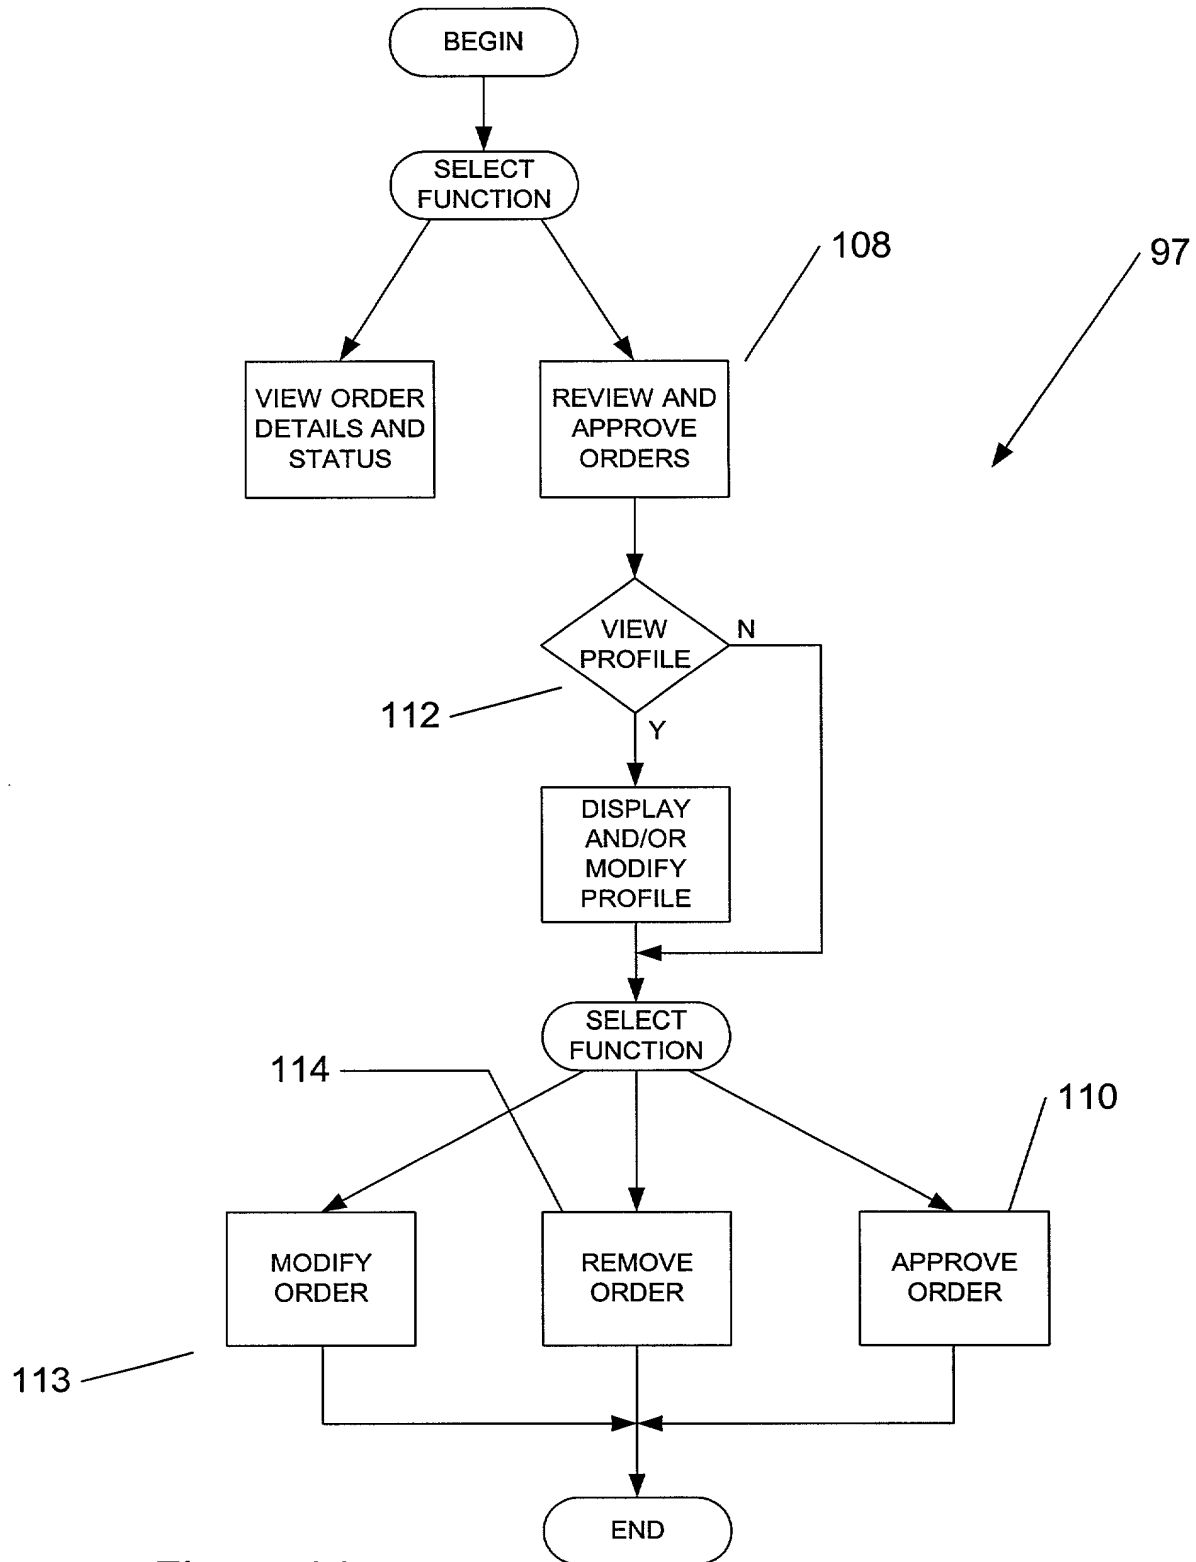 BEGIN
SELECT
FUNCTION
108
97
VIEW ORDER
DETAILS AND
STATUS
REVIEW AND
APPROVE
ORDERS
VIEW
PROFILE
N
112
Y
DISPLAY
AND/OR
MODIFY
PROFILE
SELECT
FUNCTION
114
110
MODIFY
ORDER
REMOVE
ORDER
APPROVE
ORDER
113
END